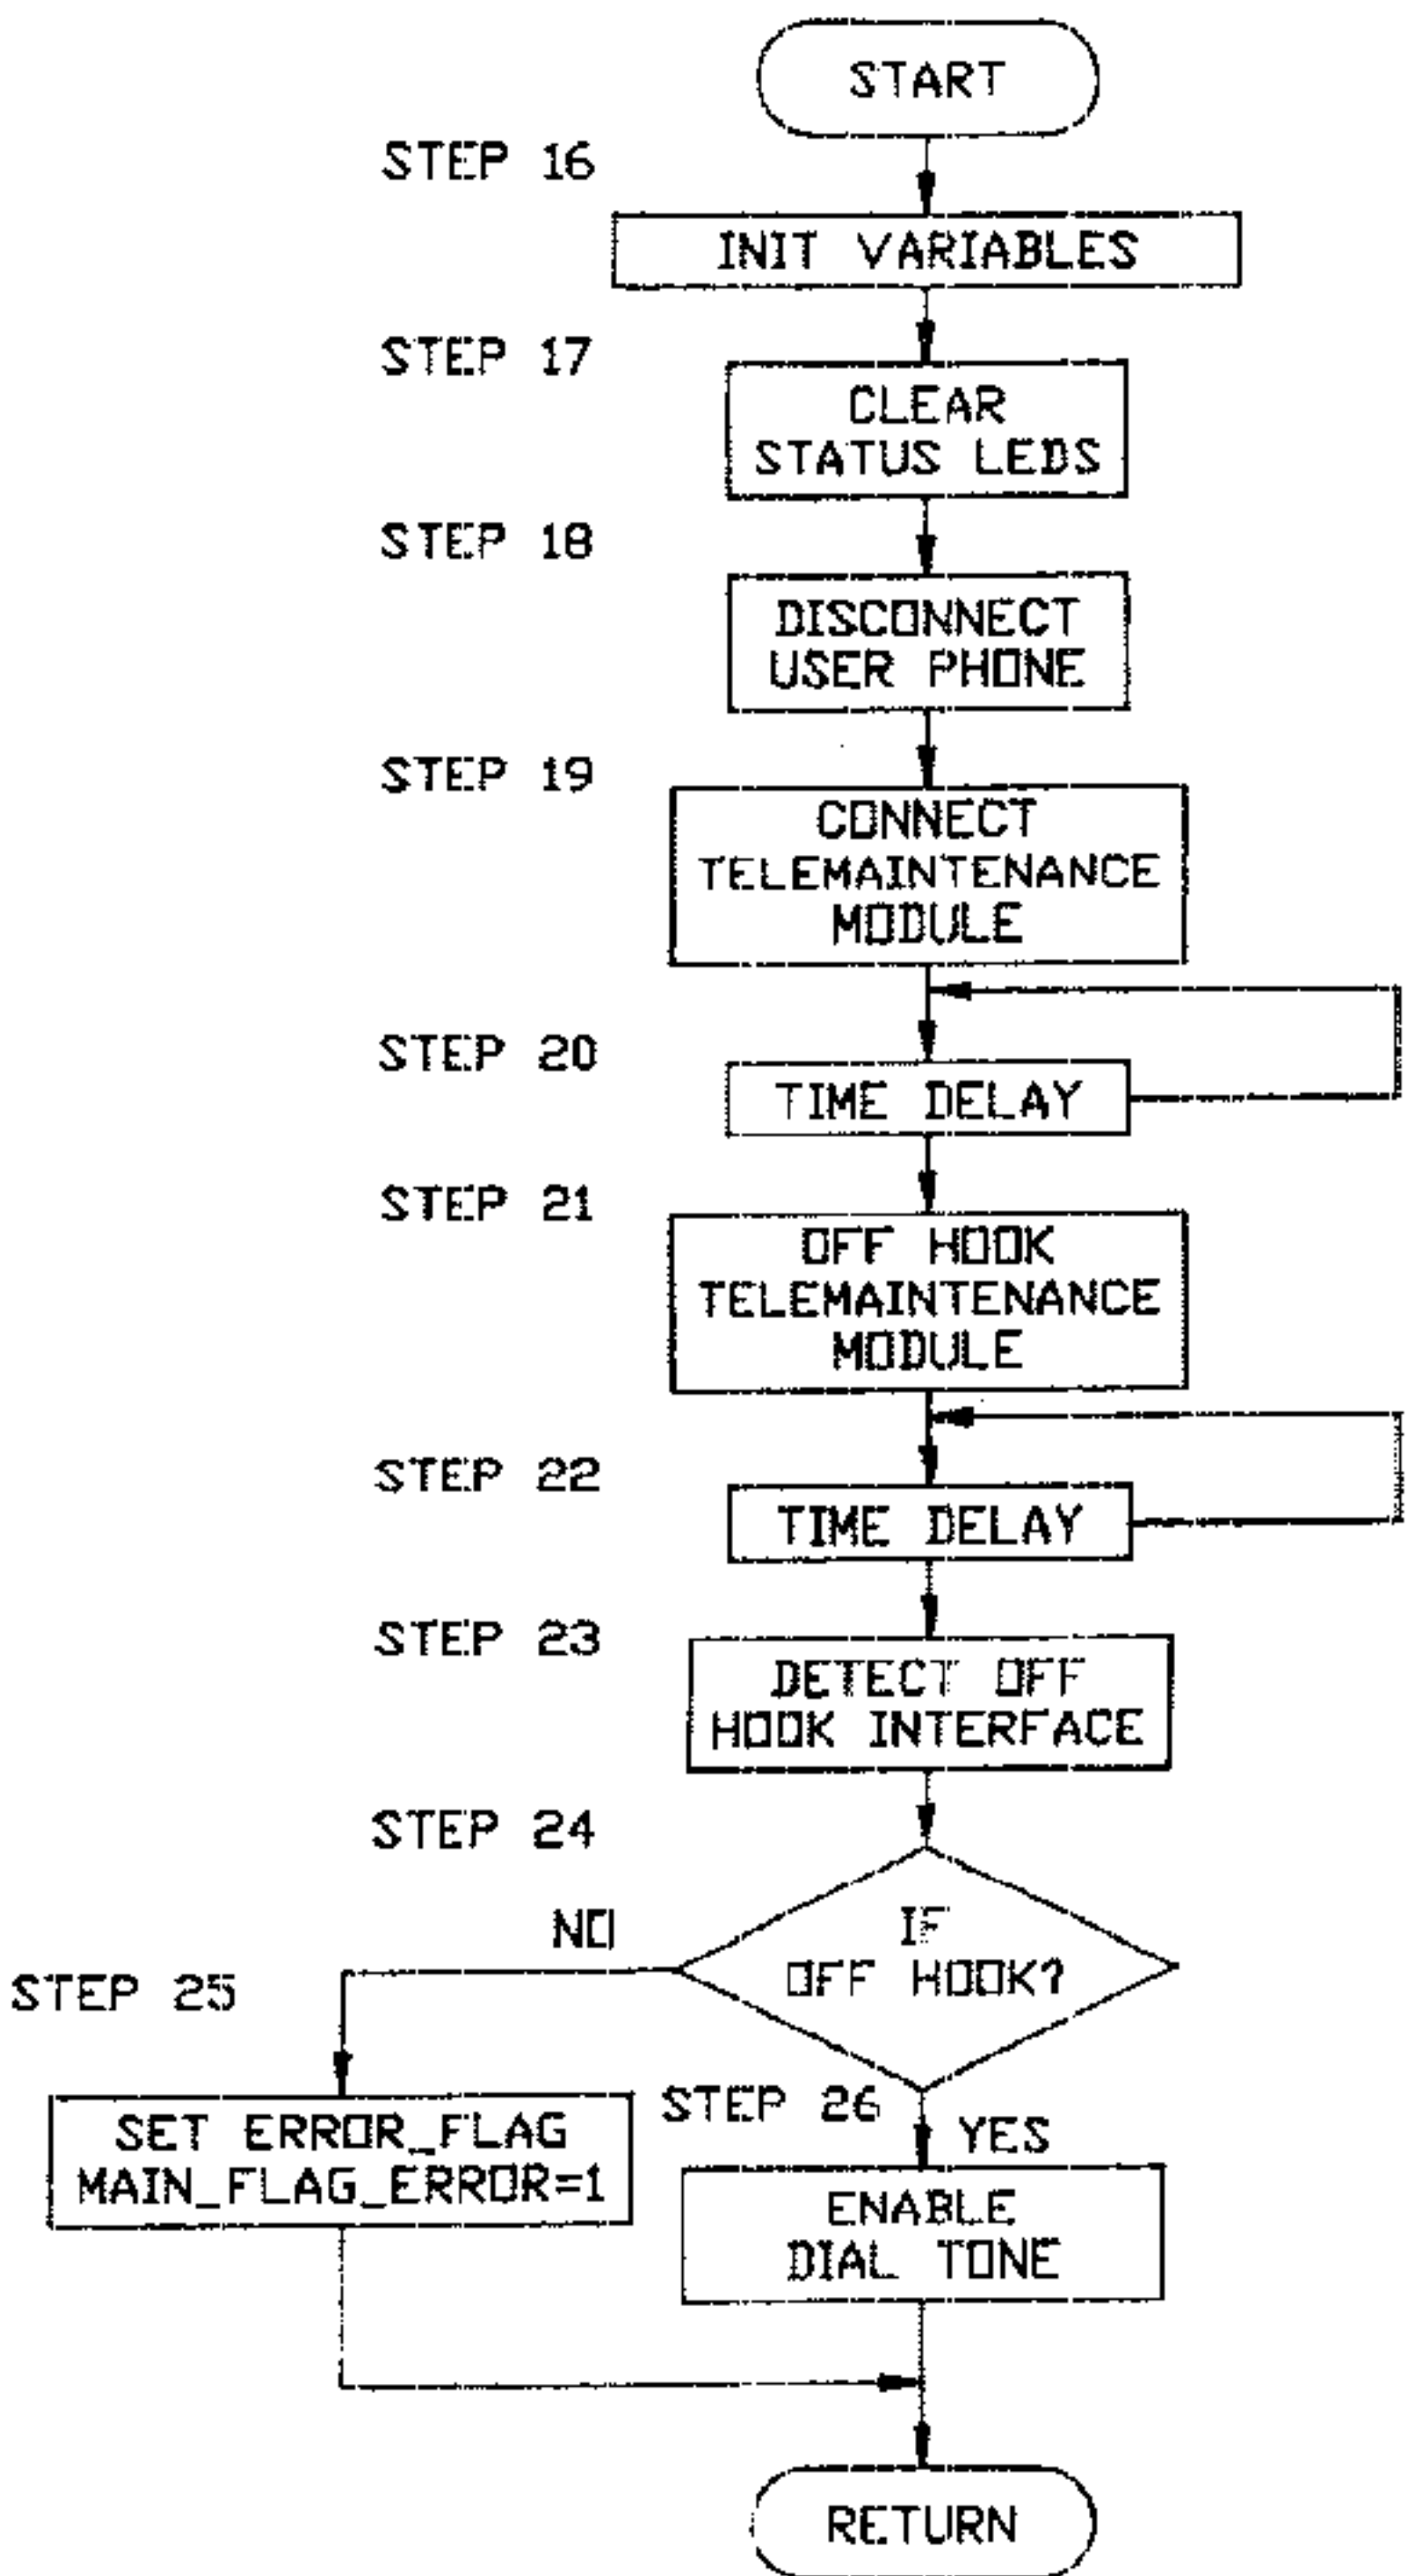 START
STEP 16
INIT VARIABLES
STEP 17
CLEAR
STATUS LEDS
STEP 18
DISCONNECT
USER PHONE
STEP 19
CONNECT
TELEMAINTENANCE
MODULE
STEP 20
TIME DELAY
STEP 21
OFF HOOK
TELEMAINTENANCE
MODULE
STEP 22
TIME DELAY
STEP 23
DETECT OFF
HOOK INTERFACE
STEP 24
IF
OFF HOOK?
NO
STEP 25
SET ERROR_FLAG
MAIN_FLAG_ERROR=1
STEP 26
YES
ENABLE
DIAL TONE
RETURN